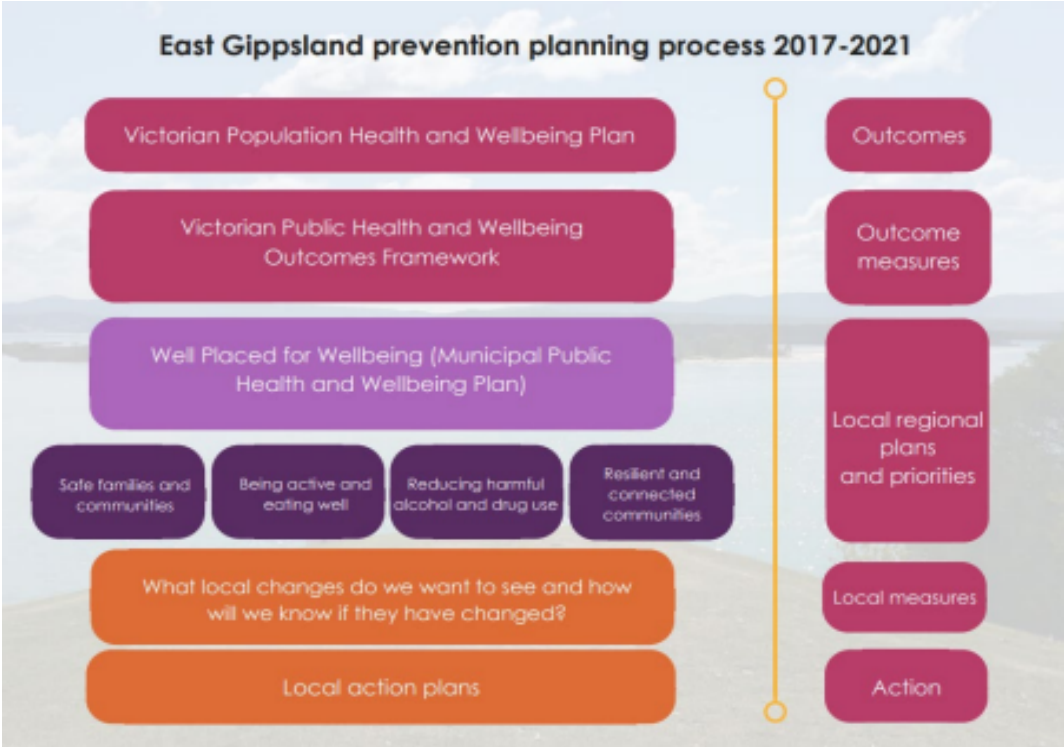 East Gippsland prevention planning process 2017-2021
Victorian Population Health and Wellbeing Plan
Outcomes
Victorian Public Health and Wellbeing
Outcomes Framework
Outcome
measures
Well Placed for Wellbeing (Municipal Public
Health and Wellbeing Plan)
Local regional
plans
and priorities
Safe families and
communities
Being active and
eating well
Reducing harmful
alcohol and drug use
Resilient and
connected
communities
What local changes do we want to see and how
will we know if they have changed?
Local measures
Local action plans
Action